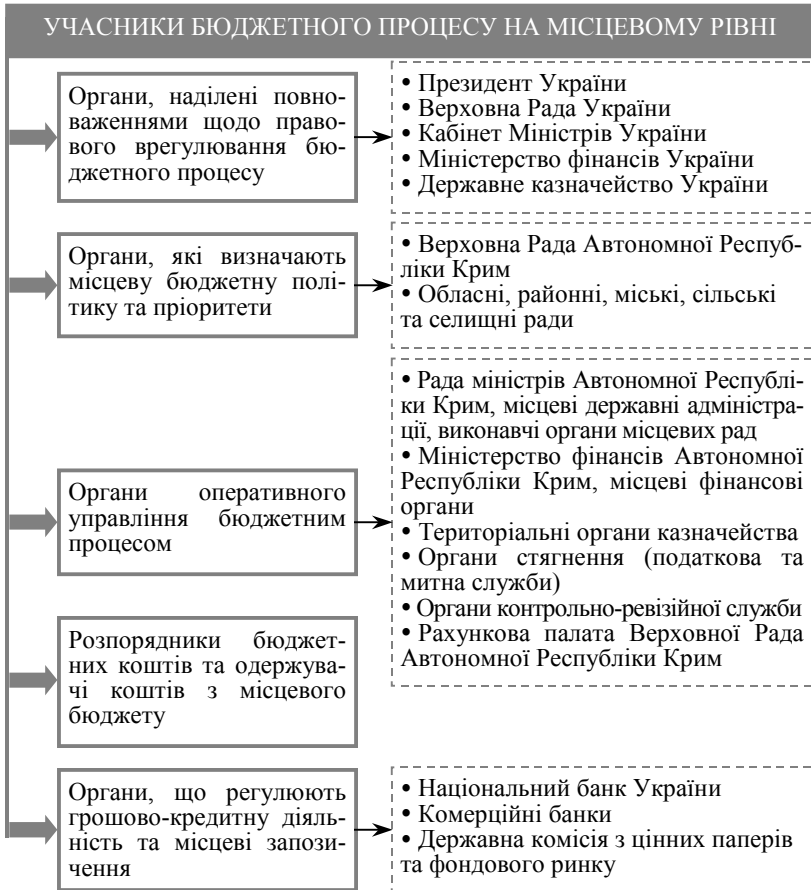 УЧАСНИКИ БЮДЖЕТНОГО ПРОЦЕСУ НА МІСЦЕВОМУ РІВНІ
Органи, наділені повно-
важеннями щодо право-
вого врегулювання бю-
джетного процесу
• Президент України
• Верховна Рада України
• Кабінет Міністрів України
• Міністерство фінансів України
• Державне казначейство України
Органи, які визначають
місцеву бюджетну полі-
тику та пріоритети
• Верховна Рада Автономної Респуб-
ліки Крим
• Обласні, районні, міські, сільські
та селищні ради
Органи оперативного
управління бюджетним
процесом
• Рада міністрів Автономної Республі-
ки Крим, місцеві державні адміністра-
ції, виконавчі органи місцевих рад
• Міністерство фінансів Автономної
Республіки Крим, місцеві фінансові
органи
• Територіальні органи казначейства
• Органи стягнення (податкова та
митна служби)
• Органи контрольно-ревізійної служби
• Рахункова палата Верховної Рада
Автономної Республіки Крим
Розпорядники бюджет-
них коштів та одержува-
чі коштів з місцевого
бюджету
Органи, що регулюють
грошово-кредитну діяль-
ність та місцеві запози-
чення
• Національний банк України
• Комерційні банки
• Державна комісія з цінних паперів
та фондового ринку